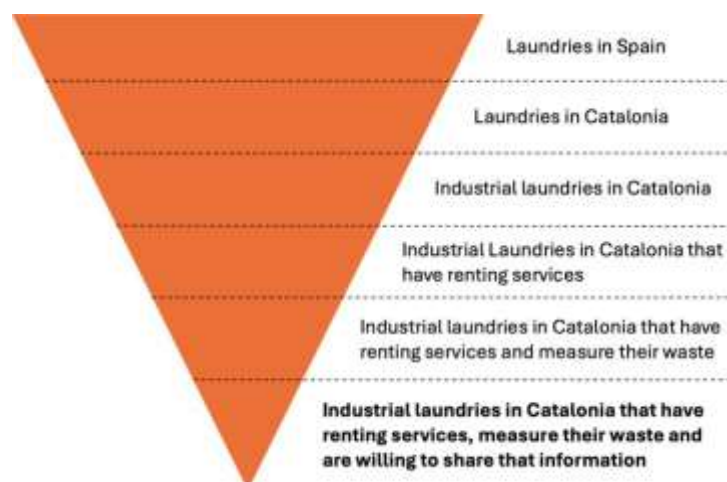 Laundries in Spain
Laundries in Catalonia
Industrial laundries in Catalonia
Industrial Laundries in Catalonia that
have renting services
Industrial laundries in Catalonia that have
renting services and measure their waste
Industrial laundries in Catalonia that have
renting services, measure their waste and
are willing to share that information